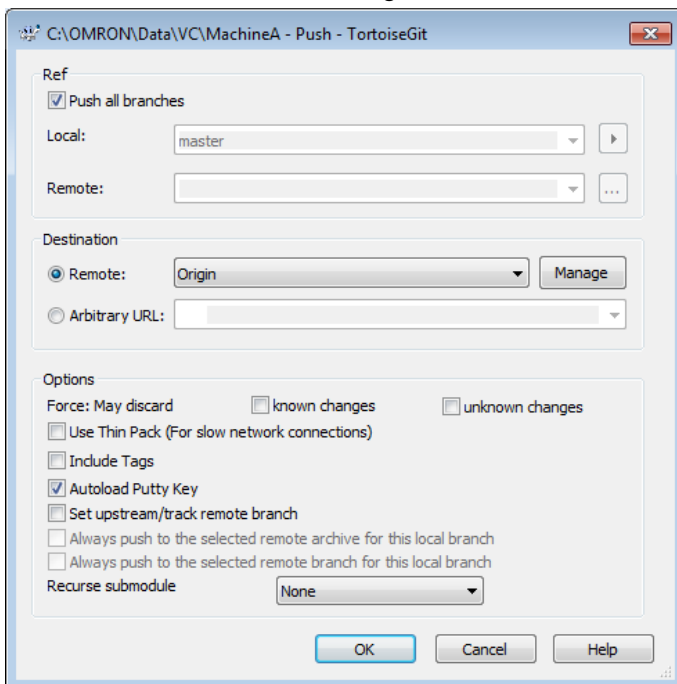 C:\OMRON\Data\VC\MachineA - Push - TortoiseGit
Ref
Push all branches
Local: master
Remote:
Destination
Remote: Origin Manage
Arbitrary URL:
Options
Force: May discard known changes unknown changes
Use Thin Pack (For slow network connections)
Include Tags
Autoload Putty Key
Set upstream/track remote branch
Always push to the selected remote archive for this local branch
Always push to the selected remote branch for this local branch
Recurse submodule None
OK Cancel Help